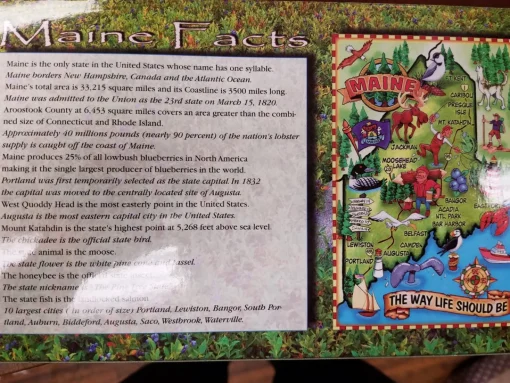 Maine Facts
Maine is the only state in the United States whose name has one syllable.
Maine borders New Hampshire, Canada and the Atlantic Ocean.
Maine's total area is 33,215 square miles and its Coastline is 3500 miles long.
Maine was admitted to the Union as the 23rd state on March 15, 1820.
Aroostook County at 6,453 square miles covers an area greater than the combi-
ned size of Connecticut and Rhode Island.
Approximately 40 millions pounds (nearly 90 percent) of the nation's lobster
supply is caught off the coast of Maine.
Maine produces 25% of all lowbush blueberries in North America
making it the single largest producer of blueberries in the world.
Portland was first temporarily selected as the state capital. In 1832
the capital was moved to the centrally located site of Augusta.
West Quoddy Head is the most easterly point in the United States.
Augusta is the most eastern capital city in the United States.
Mount Katahdin is the state's highest point at 5,268 feet above sea level.
The chickadee is the official state bird.
The animal is the moose.
The state flower is the white pine cone and tassel.
The honeybee is the
The state nickname is
The state fish is the salmon.
10 largest cities ( in order of size) Portland, Lewiston, Bangor, South Por-
tland, Auburn, Biddeford, Augusta, Saco, Westbrook, Waterville.
MAINE
FT KENT
CARIBOU
PRESQUE
ISLE
MT KATAHDIN
JACKMAN
MOOSEHEAD
LAKE
BANGOR
ACADIA
NTL PARK
BAR HARBOR
BELFAST
CAMDEN
LEWISTON
AUGUSTA
PORTLAND
THE WAY LIFE SHOULD BE